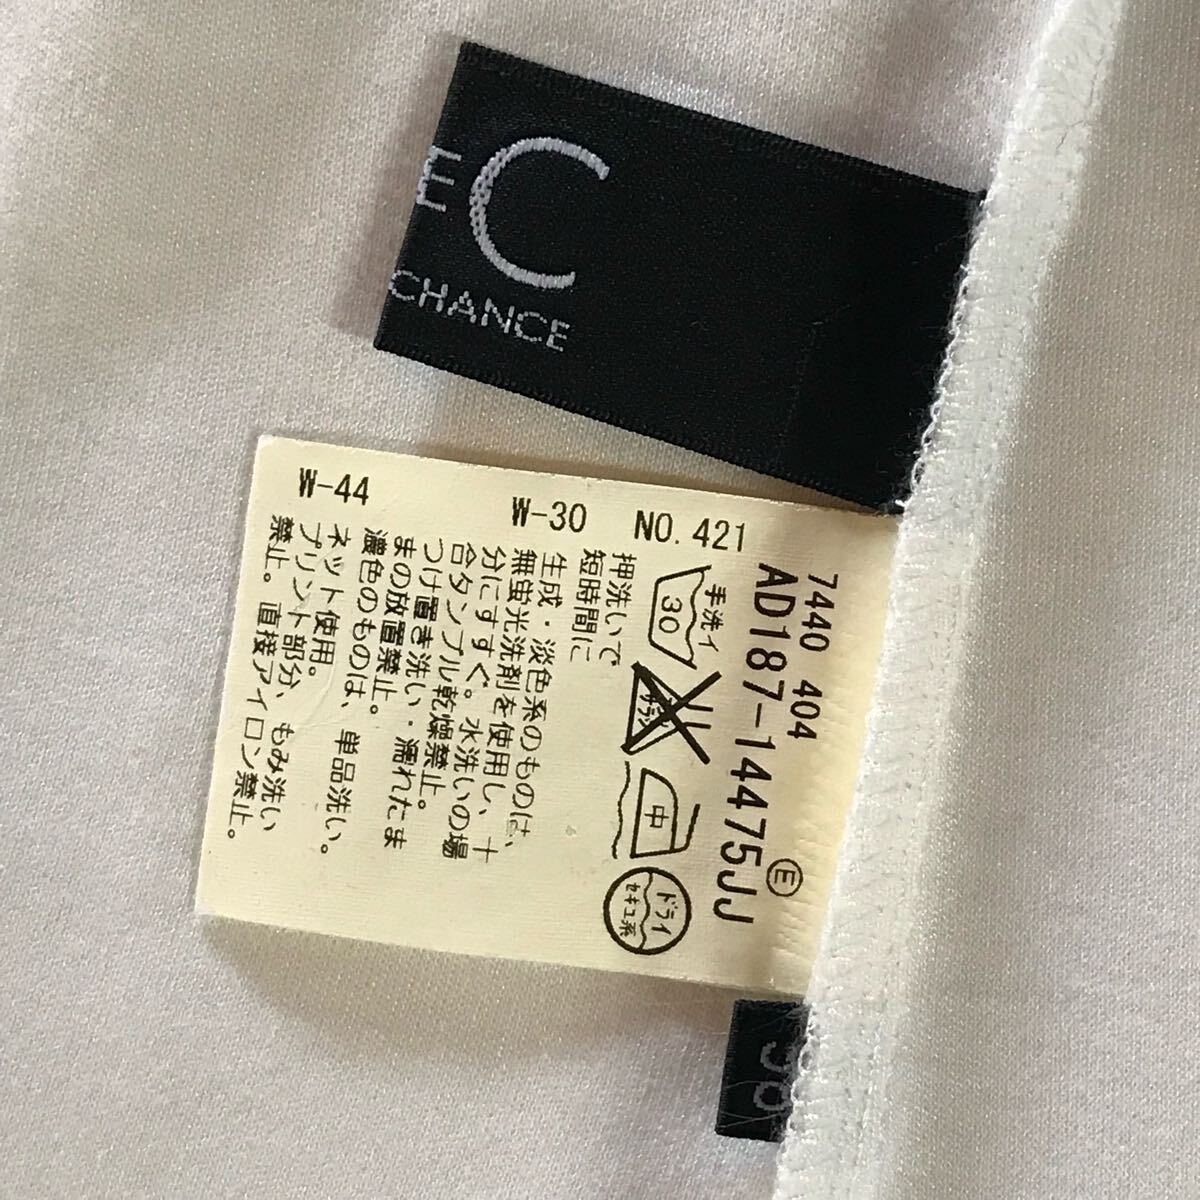 E C
CHANCE
7440 404
AD187-14475JJ
E
手洗イ
30
中
ドライ
セキユ系
NO. 421
W-30
W-44
押洗いで
短時間に
生成・淡色系のものは、
無蛍光洗剤を使用し、十
分にすすぐ。水洗いの場
合タンブル乾燥禁止。
つけ置き洗い・濡れたま
まの放置禁止。
濃色のものは、単品洗い。
ネット使用。
プリント部分、もみ洗い
禁止。直接アイロン禁止。